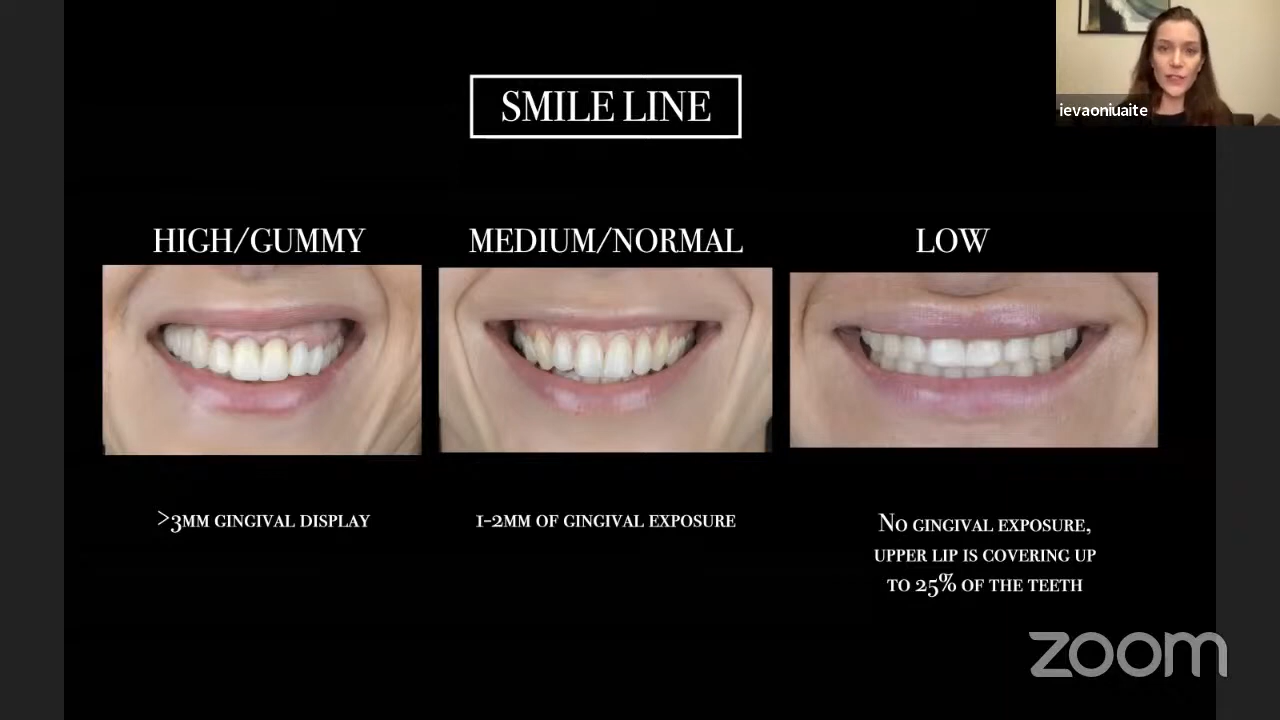 ievaoniuaite
SMILE LINE
HIGH/GUMMY
MEDIUM/NORMAL
LOW
>3MM GINGIVAL DISPLAY
1-2MM OF GINGIVAL EXPOSURE
NO GINGIVAL EXPOSURE,
UPPER LIP IS COVERING UP
TO 25% OF THE TEETH
zoom